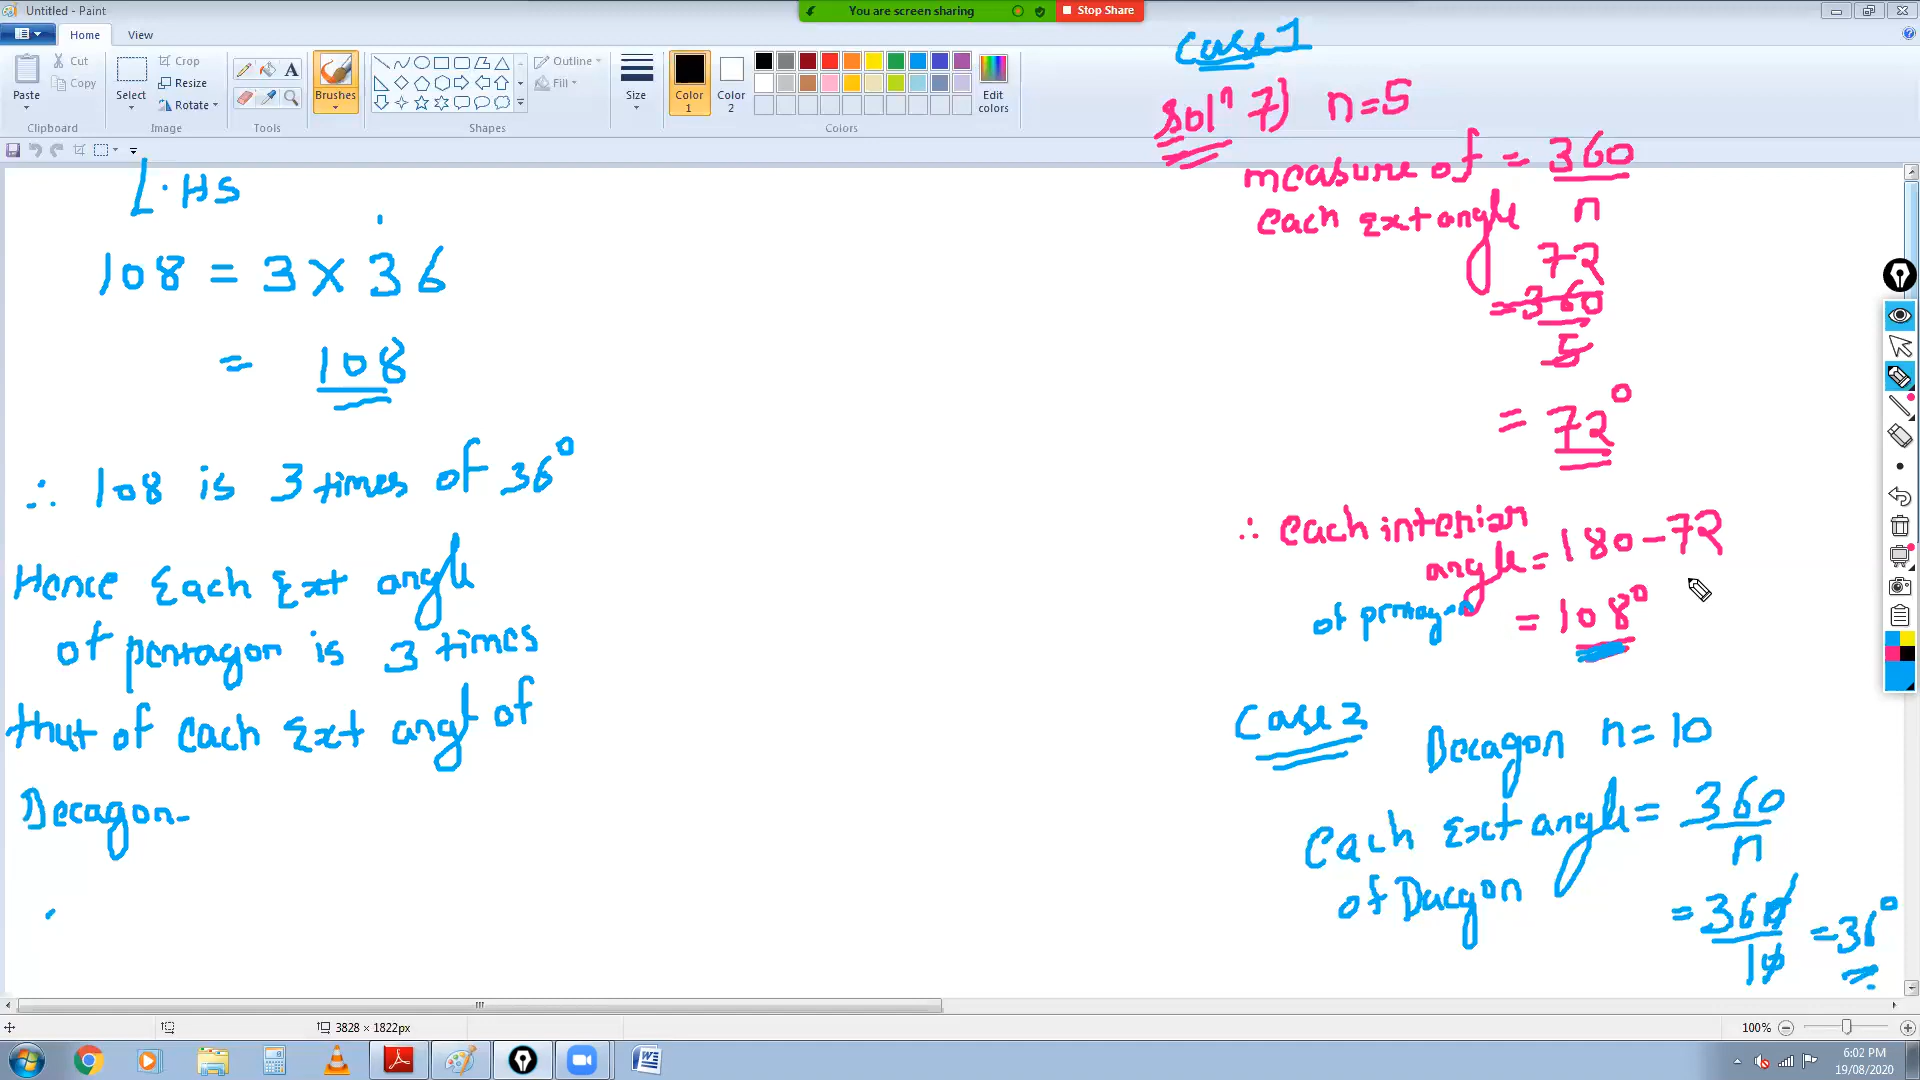 Untitled - Paint
You are screen sharing
Stop Share
Home
View
Paste
Cut
Copy
Clipboard
Select
Crop
Resize
Rotate
Image
Tools
Brushes
Shapes
Outline
Fill
Size
Color 1
Color 2
Edit colors
Colors
L.HS
108 = 3 × 36
= 108
∴ 108 is 3 times of 36°
Hence Each Ext angle
of pentagon is 3 times
that of each Ext angl of
Decagon-
Case 1
Solⁿ 7) n=5
measure of = 360
each Ext angle n
72
= 360
5
= 72°
∴ Each interior
angle = 180-72
of pentagon
= 108°
Case 2
Decagon n= 10
Each Ext angle = 360
of Dacgon n
= 360 = 36°
10
3828 × 1822px
100%
6:02 PM
19/08/2020